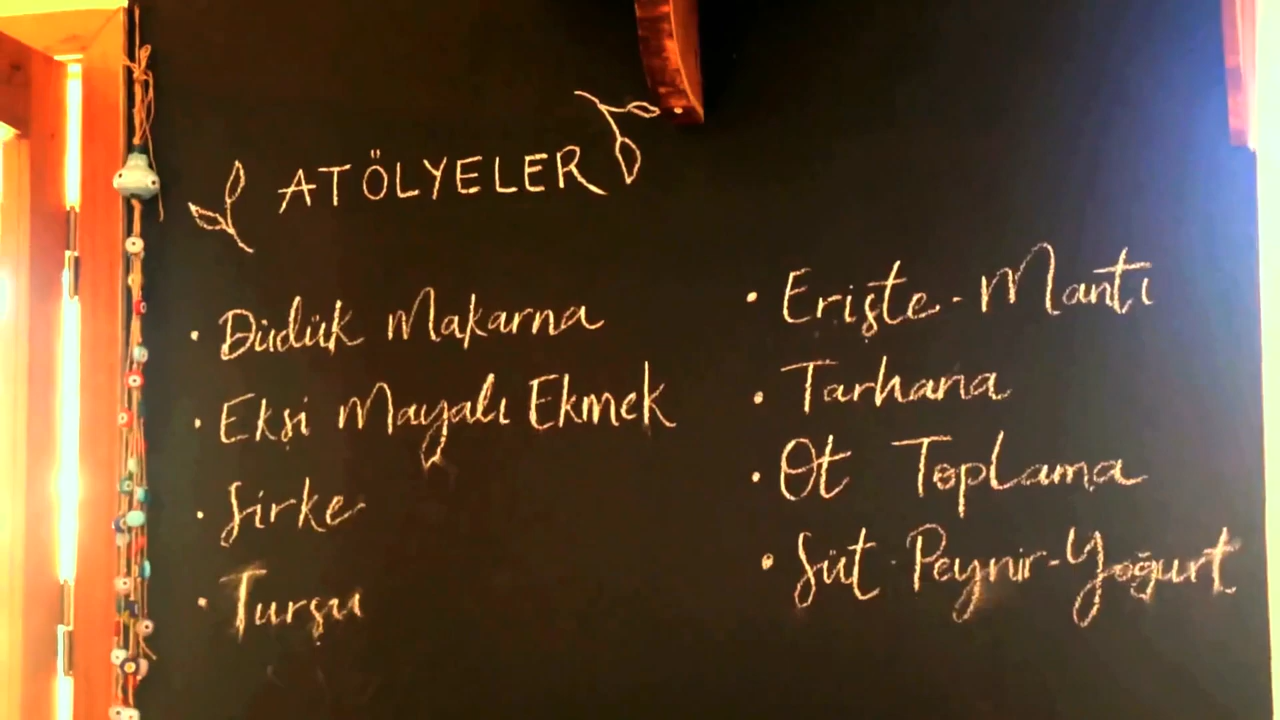 ATÖLYELER
• Düdük Makarna
• Ekşi Mayalı Ekmek
• Sirke
• Turşu
• Erişte-Mantı
• Tarhana
• Ot Toplama
• Süt-Peynir-Yoğurt